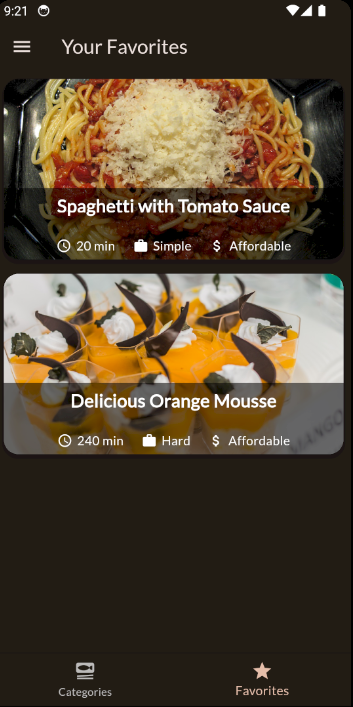 9:21
Your Favorites
Spaghetti with Tomato Sauce
20 min Simple $ Affordable
Delicious Orange Mousse
240 min Hard $ Affordable
Categories Favorites